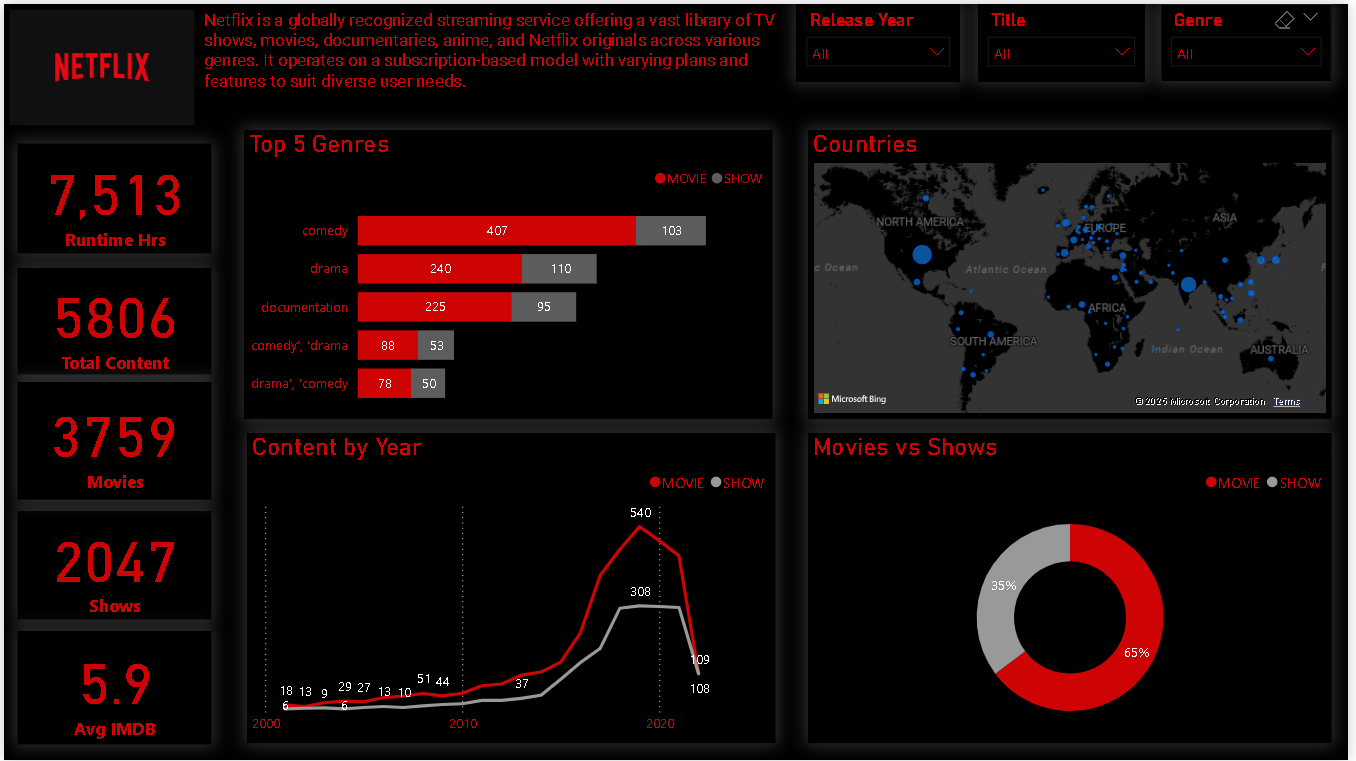 NETFLIX
Netflix is a globally recognized streaming service offering a vast library of TV
shows, movies, documentaries, anime, and Netflix originals across various
genres. It operates on a subscription-based model with varying plans and
features to suit diverse user needs.
Release Year
All
Title
All
Genre
All
7,513
Runtime Hrs
5806
Total Content
3759
Movies
2047
Shows
5.9
Avg IMDB
Top 5 Genres
MOVIE SHOW
comedy 407 103
drama 240 110
documentation 225 95
comedy', 'drama 88 53
drama', 'comedy 78 50
Countries
NORTH AMERICA
EUROPE
ASIA
c Ocean
Atlantic Ocean
AFRICA
SOUTH AMERICA
Indian Ocean
AUSTRALIA
Microsoft Bing
© 2025 Microsoft Corporation Terms
Content by Year
MOVIE SHOW
540
308
109
108
18 13 9 29 27 13 10 51 44 37
6 6
2000 2010 2020
Movies vs Shows
MOVIE SHOW
35%
65%